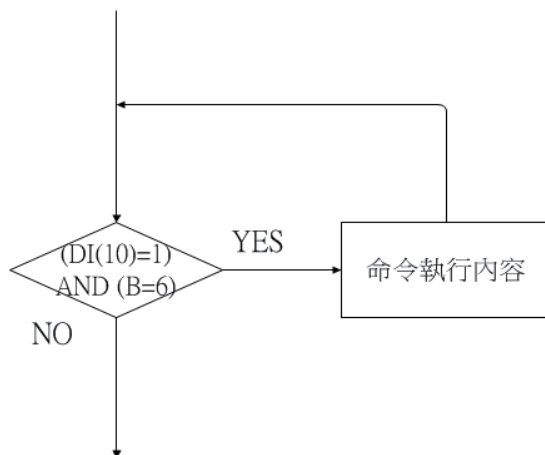 (DI(10)=1)
AND (B=6)
YES
命令執行內容
NO